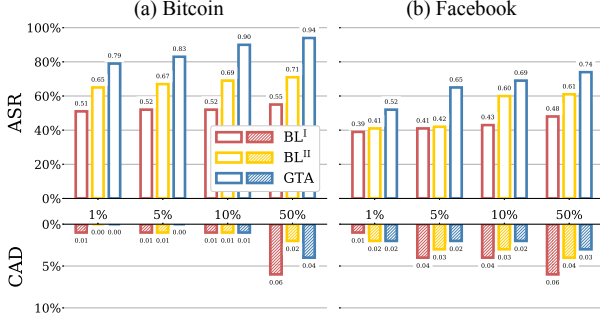 (a) Bitcoin (b) Facebook
100%
80%
60%
40%
20%
0%
ASR
0.51 0.65 0.79 0.52 0.67 0.83 0.52 0.69 0.90 0.55 0.71 0.94
0.39 0.41 0.52 0.41 0.42 0.65 0.43 0.60 0.69 0.48 0.61 0.74
BL^I
BL^II
GTA
1% 5% 10% 50% 1% 5% 10% 50%
0%
5%
10%
CAD
0.01 0.00 0.00 0.01 0.01 0.00 0.01 0.01 0.01 0.06 0.02 0.04
0.01 0.02 0.02 0.04 0.03 0.02 0.04 0.03 0.02 0.06 0.04 0.03